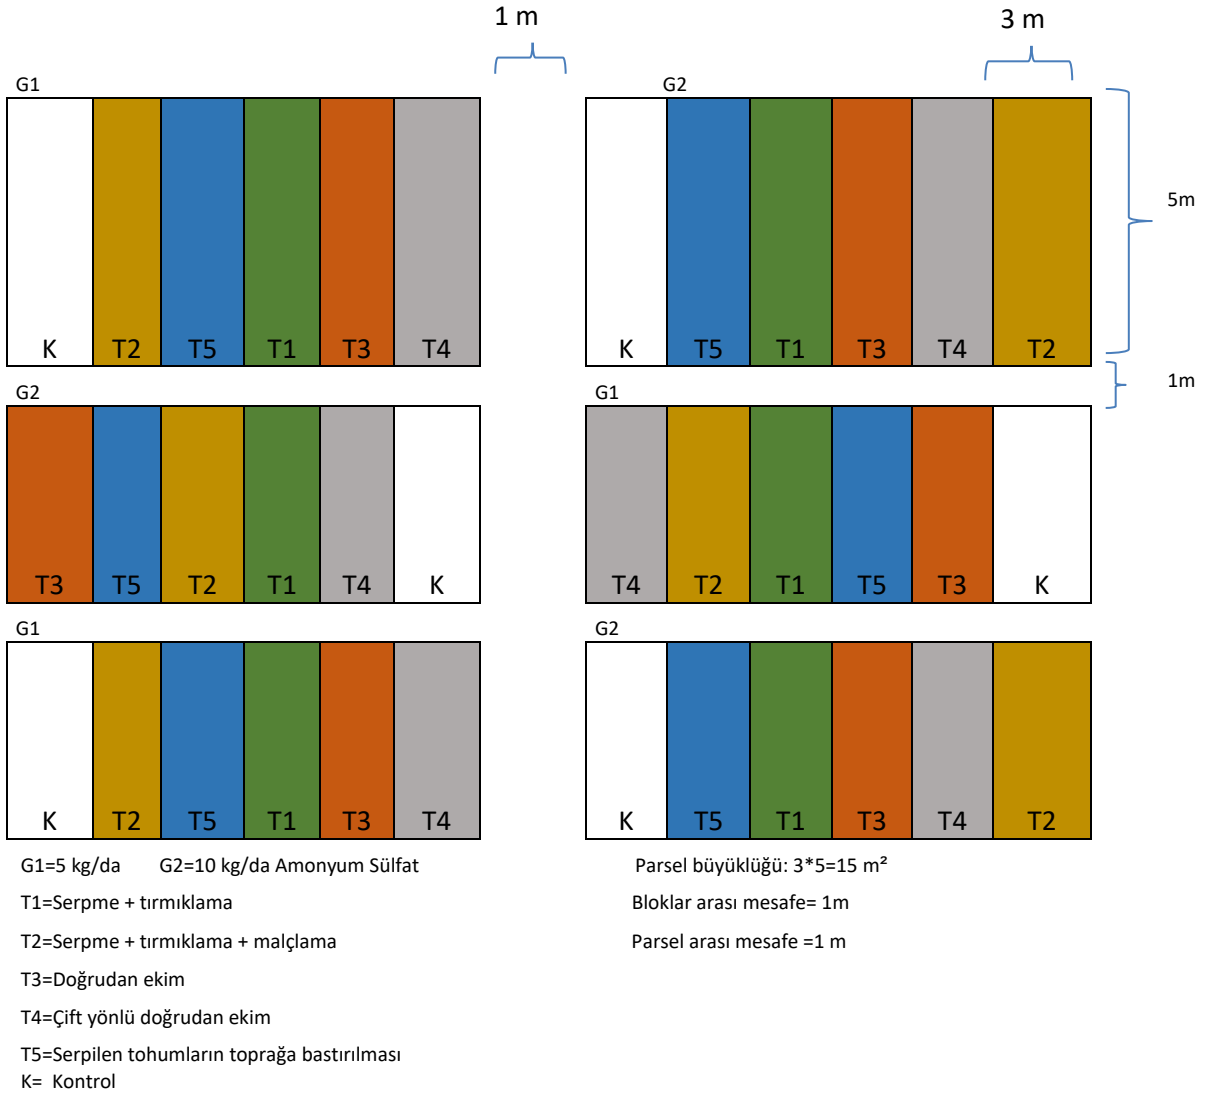 1 m
3 m
G1
G2
K T2 T5 T1 T3 T4
K T5 T1 T3 T4 T2
5m
1m
G2
G1
T3 T5 T2 T1 T4 K
T4 T2 T1 T5 T3 K
G1
G2
K T2 T5 T1 T3 T4
K T5 T1 T3 T4 T2
G1=5 kg/da G2=10 kg/da Amonyum Sülfat
T1=Serpme + tırmıklama
T2=Serpme + tırmıklama + malçlama
T3=Doğrudan ekim
T4=Çift yönlü doğrudan ekim
T5=Serpilen tohumların toprağa bastırılması
K= Kontrol
Parsel büyüklüğü: 3*5=15 m²
Bloklar arası mesafe= 1m
Parsel arası mesafe =1 m